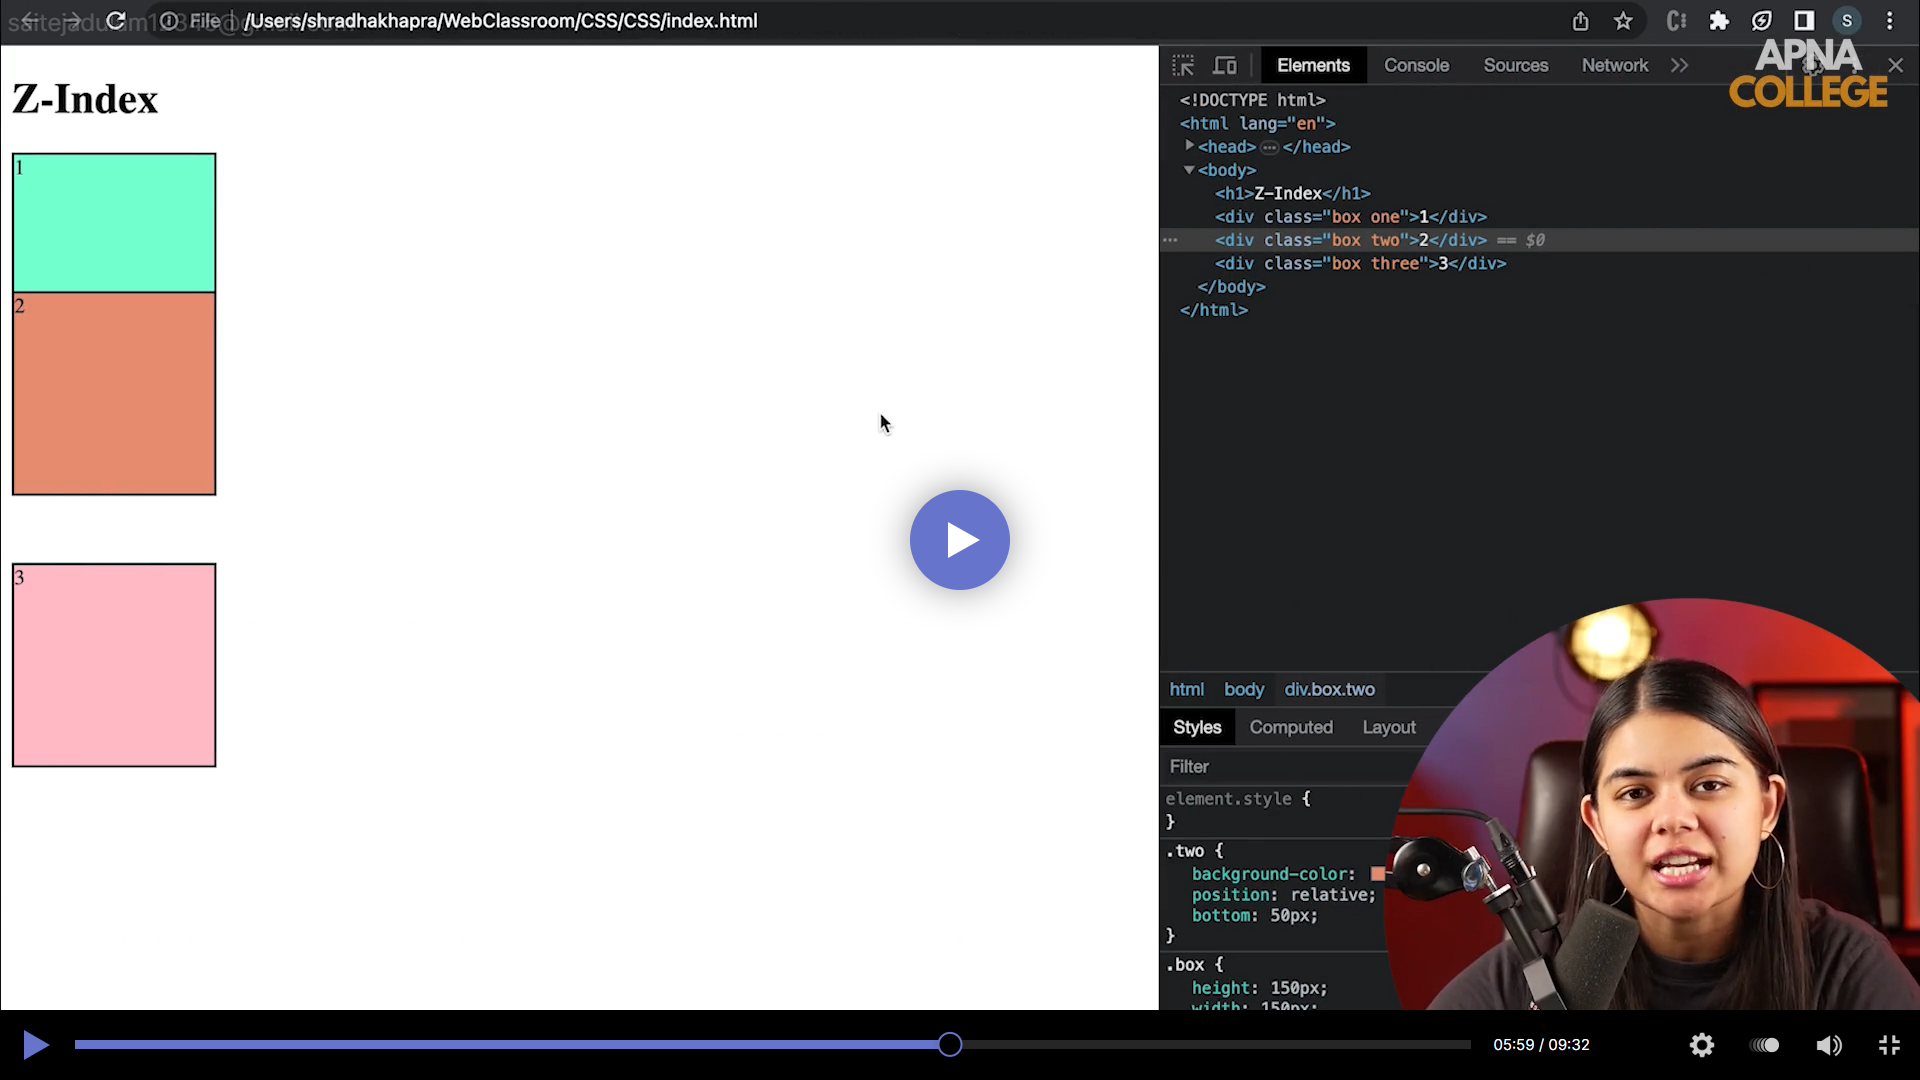 File
/Users/shradhakhapra/WebClassroom/CSS/CSS/index.html
S
APNA
COLLEGE
Z-Index
1
2
3
Elements
Console
Sources
Network
<!DOCTYPE html>
<html lang="en">
<head> … </head>
<body>
<h1>Z-Index</h1>
<div class="box one">1</div>
<div class="box two">2</div> == $0
<div class="box three">3</div>
</body>
</html>
html body div.box.two
Styles Computed Layout
Filter
element.style {
}
.two {
background-color:
position: relative;
bottom: 50px;
}
.box {
height: 150px;
width: 150px;
05:59 / 09:32